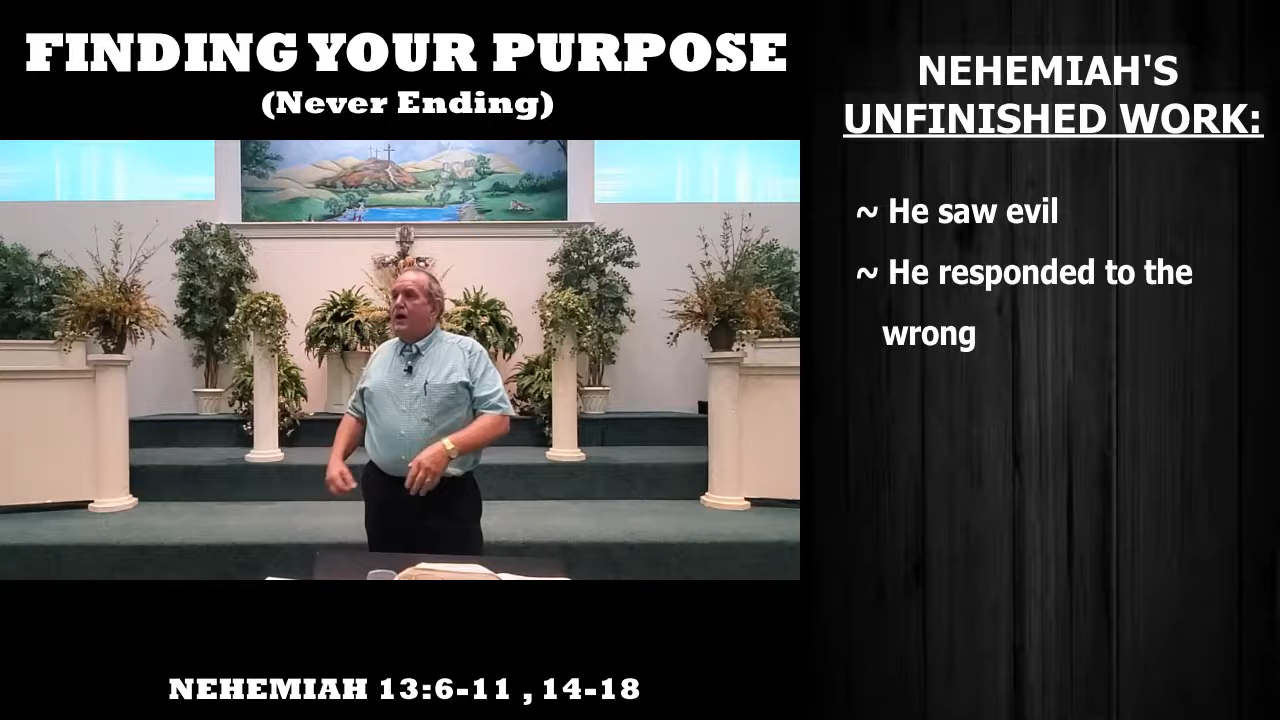 FINDING YOUR PURPOSE
(Never Ending)
NEHEMIAH'S
UNFINISHED WORK:
~ He saw evil
~ He responded to the
wrong
NEHEMIAH 13:6-11 , 14-18